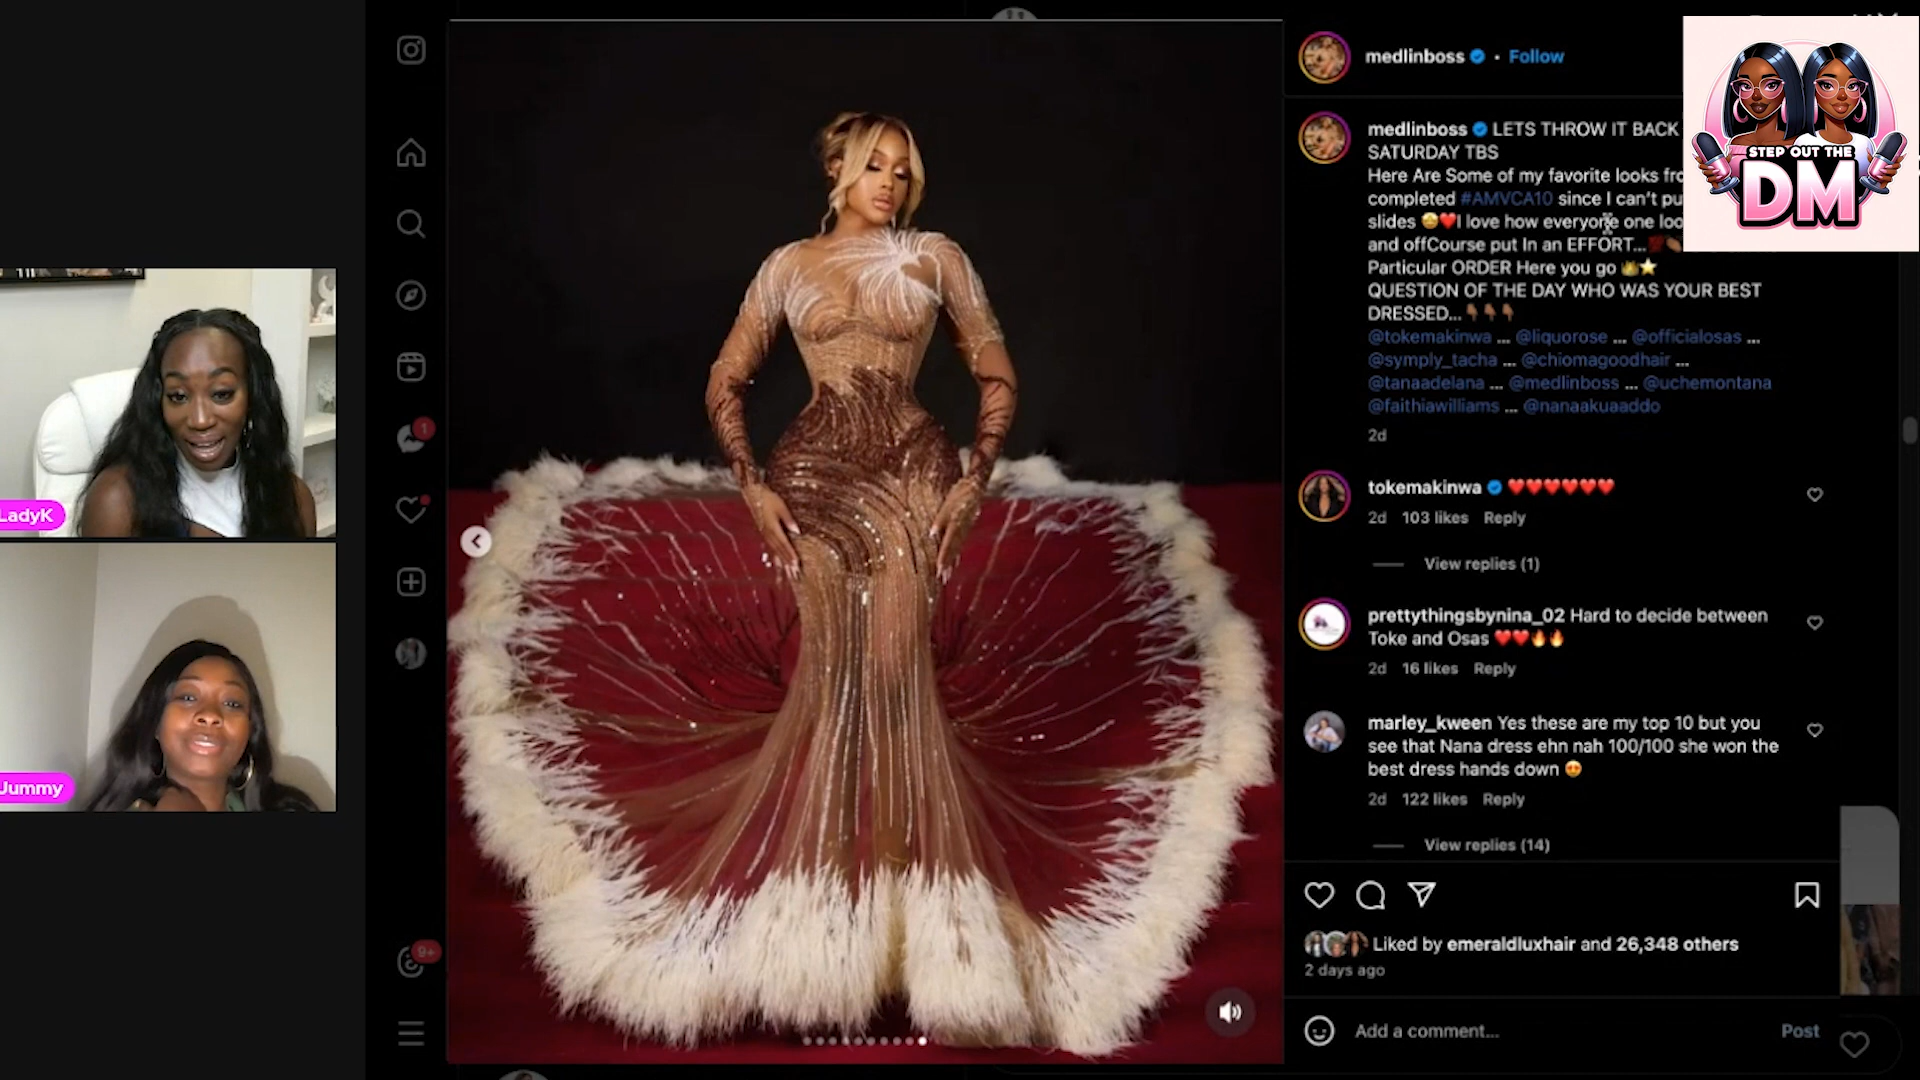 medlinboss • Follow
medlinboss LETS THROW IT BACK
SATURDAY TBS
Here Are Some of my favorite looks
completed #AMVCA10 since I can't
slides 🤩❤️I love how everyone one
and offCourse put In an EFFORT...💯
Particular ORDER Here you go 👑⭐
QUESTION OF THE DAY WHO WAS YOUR BEST
DRESSED...👇🏾👇🏾👇🏾
@tokemakinwa ... @liquorose ... @officialosas ...
@symply_tacha ... @chiomagoodhair ...
@tanaadelana ... @medlinboss ... @uchemontana
@faithiawilliams ... @nanaakuaaddo
2d
tokemakinwa ❤️❤️❤️❤️❤️❤️
2d 103 likes Reply
View replies (1)
prettythingsbynina_02 Hard to decide between
Toke and Osas ❤️❤️🔥🔥
2d 16 likes Reply
marley_kween Yes these are my top 10 but you
see that Nana dress ehn nah 100/100 she won the
best dress hands down 😍
2d 122 likes Reply
View replies (14)
Liked by emeraldluxhair and 26,348 others
2 days ago
Add a comment... Post
STEP OUT THE
DM
LadyK
Jummy
1
9+